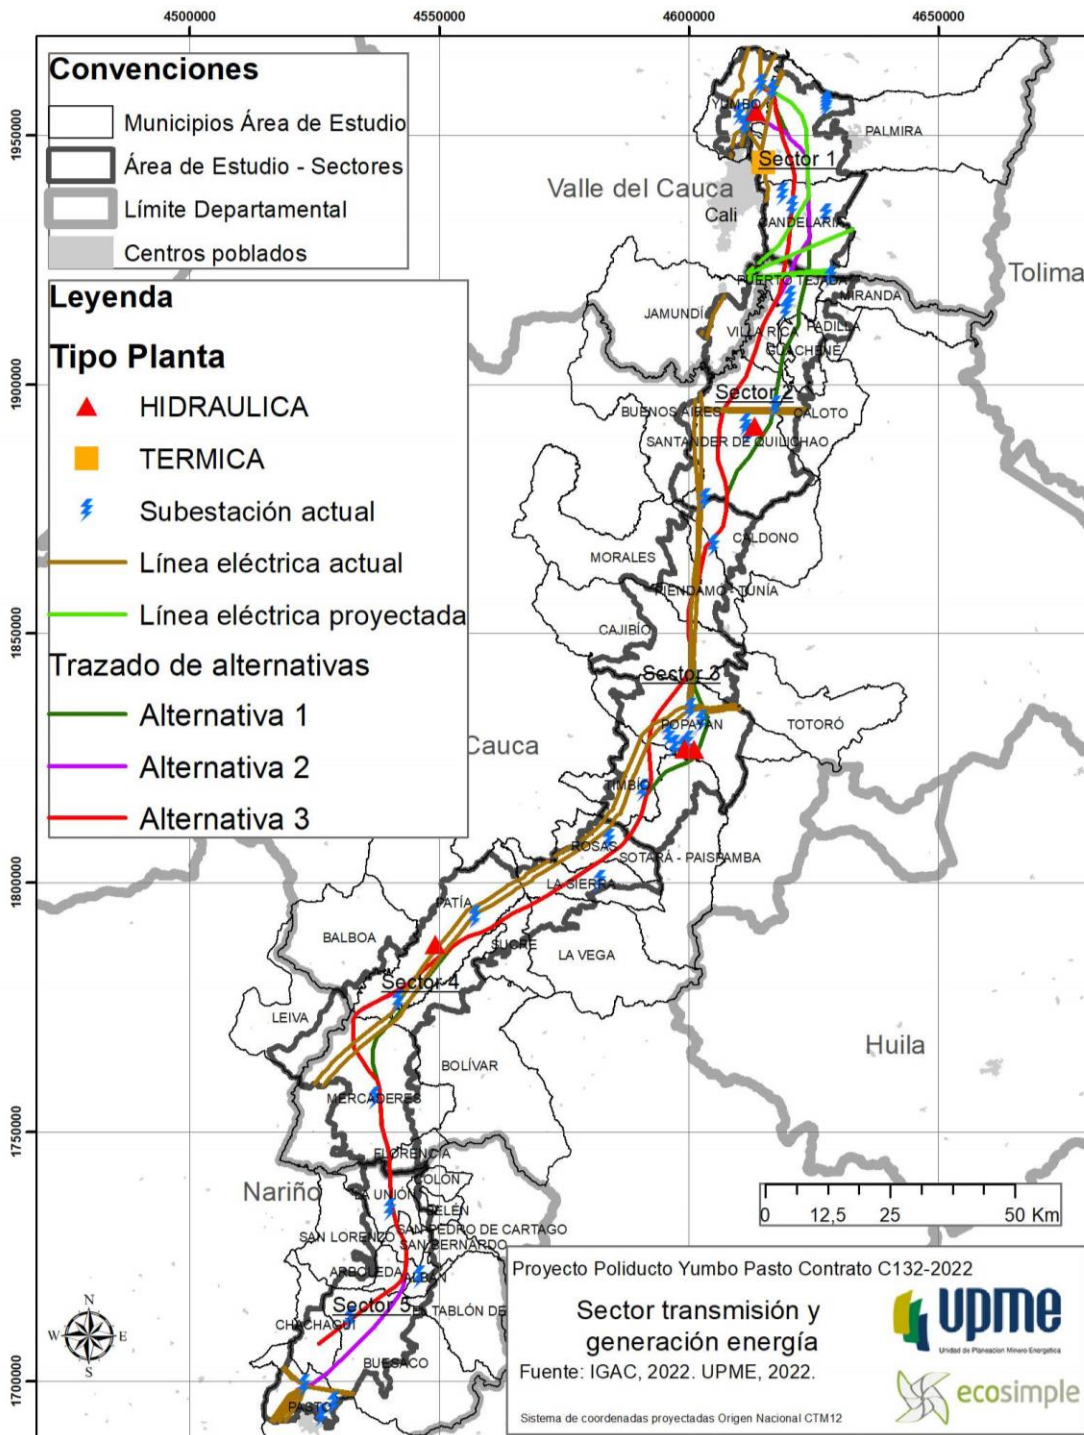 4500000
4550000
4600000
4650000
1950000
1900000
1850000
1800000
1750000
1700000
Convenciones
Municipios Área de Estudio
Área de Estudio - Sectores
Límite Departamental
Centros poblados
Leyenda
Tipo Planta
HIDRAULICA
TERMICA
Subestación actual
Línea eléctrica actual
Línea eléctrica proyectada
Trazado de alternativas
Alternativa 1
Alternativa 2
Alternativa 3
YUMBO
PALMIRA
Sector 1
Valle del Cauca
Cali
CANDELARIA
Tolima
PUERTO TEJADA
MIRANDA
JAMUNDÍ
VILLA RICA
PADILLA
GUACHENÉ
Sector 2
BUENOS AIRES
CALOTO
SANTANDER DE QUILICHAO
CALDONO
MORALES
PIENDAMÓ - TUNÍA
CAJIBÍO
Sector 3
POPAYÁN
TOTORÓ
Cauca
TIMBÍO
ROSAS
SOTARÁ - PAISPAMBA
LA SIERRA
PATÍA
BALBOA
SUCRE
LA VEGA
Sector 4
LEIVA
Huila
BOLÍVAR
MERCADERES
FLORENCIA
COLÓN
Nariño
LA UNIÓN
BELÉN
SAN PEDRO DE CARTAGO
SAN LORENZO
SAN BERNARDO
ARBOLEDA
ALBÁN
Sector 5
EL TABLÓN DE
CHACHAGÜÍ
BUESACO
PASTO
N
W
E
S
0 12,5 25 50 Km
Proyecto Poliducto Yumbo Pasto Contrato C132-2022
Sector transmisión y
generación energía
Fuente: IGAC, 2022. UPME, 2022.
Sistema de coordenadas proyectadas Origen Nacional CTM12
upme
Unidad de Planeacion Minero Energetica
ecosimple